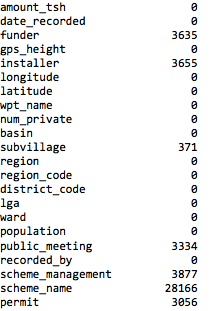 amount_tsh 0
date_recorded 0
funder 3635
gps_height 0
installer 3655
longitude 0
latitude 0
wpt_name 0
num_private 0
basin 0
subvillage 371
region 0
region_code 0
district_code 0
lga 0
ward 0
population 0
public_meeting 3334
recorded_by 0
scheme_management 3877
scheme_name 28166
permit 3056